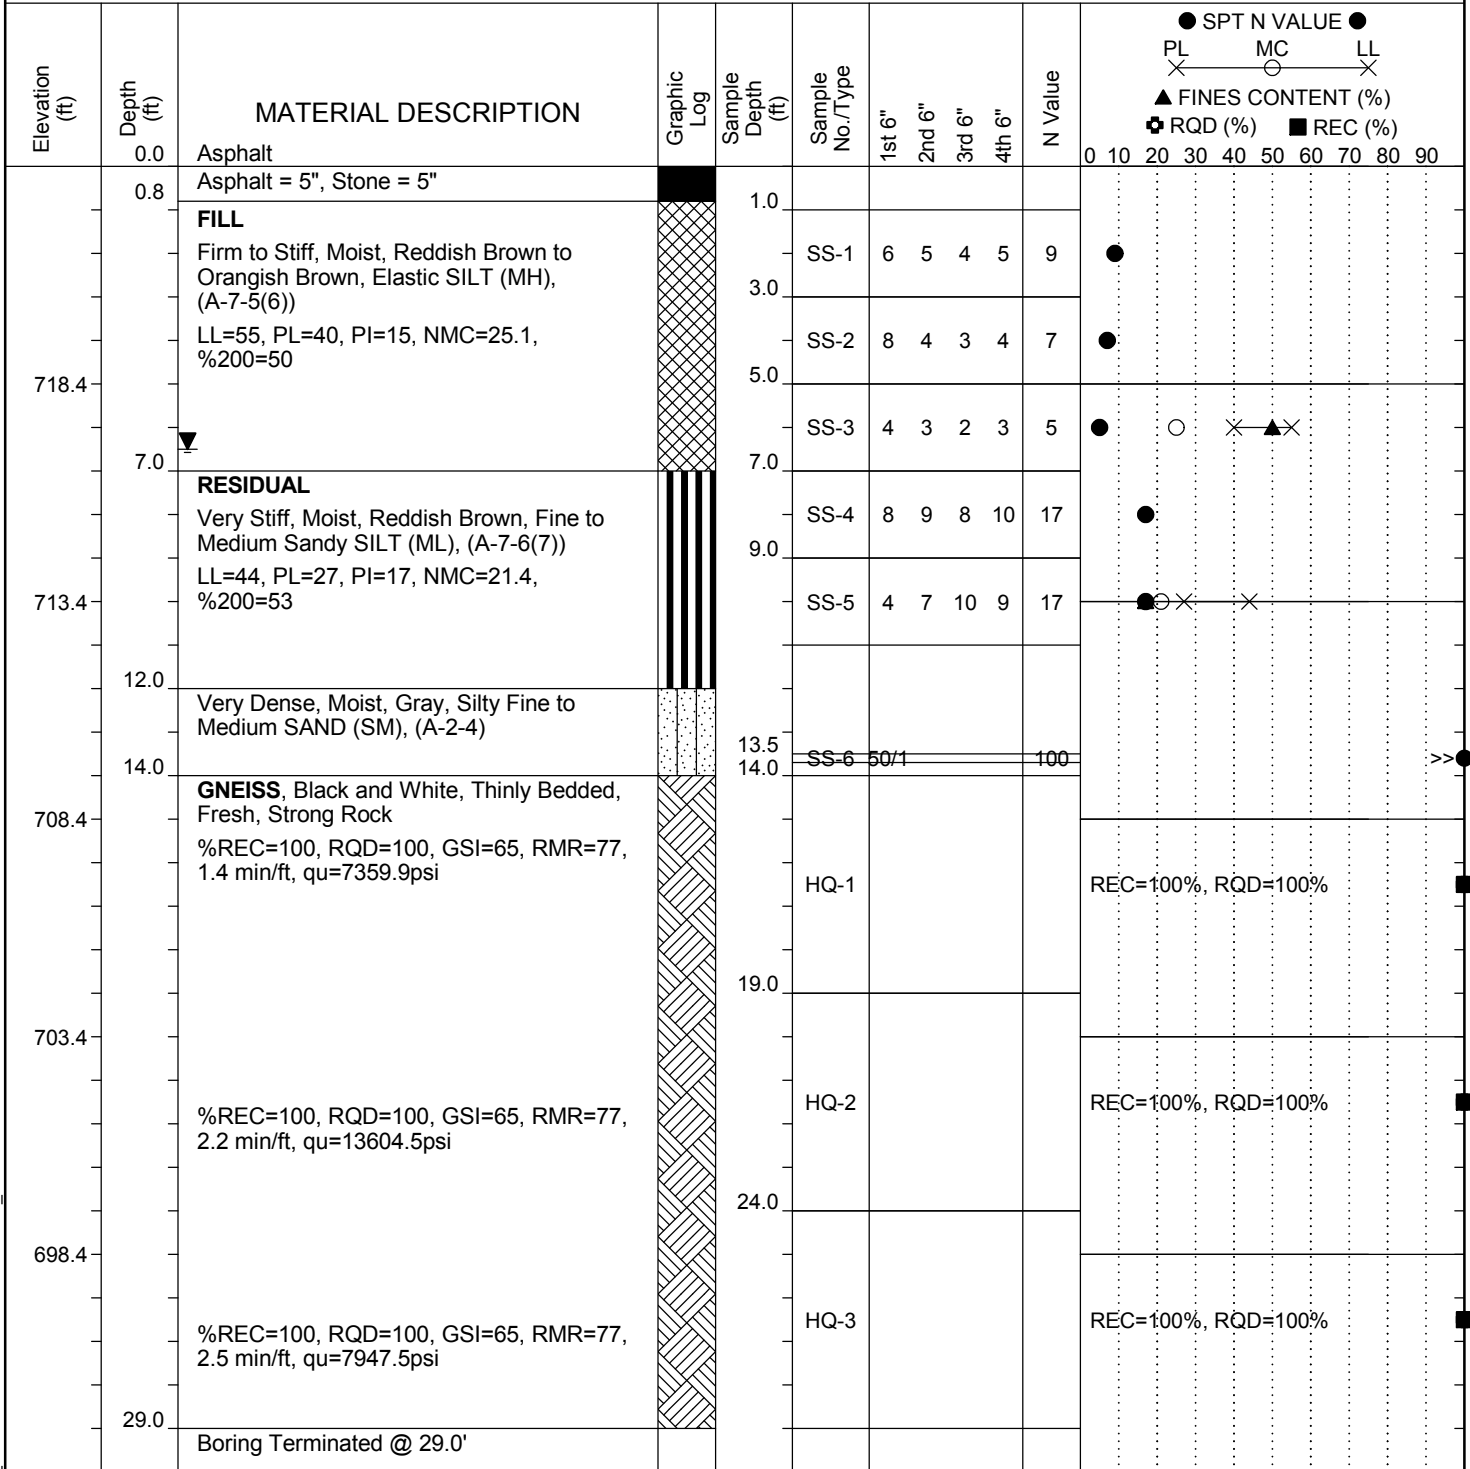 ● SPT N VALUE ●
PL MC LL
▲ FINES CONTENT (%)
RQD (%) ■ REC (%)
Elevation (ft)
Depth (ft)
MATERIAL DESCRIPTION
Graphic Log
Sample Depth (ft)
Sample No./Type
1st 6"
2nd 6"
3rd 6"
4th 6"
N Value
0 10 20 30 40 50 60 70 80 90
0.0 Asphalt
0.8 Asphalt = 5", Stone = 5"
1.0
FILL
Firm to Stiff, Moist, Reddish Brown to
Orangish Brown, Elastic SILT (MH),
(A-7-5(6))
LL=55, PL=40, PI=15, NMC=25.1,
%200=50
SS-1 6 5 4 5 9
3.0
SS-2 8 4 3 4 7
718.4 5.0
SS-3 4 3 2 3 5
7.0 7.0
RESIDUAL
Very Stiff, Moist, Reddish Brown, Fine to
Medium Sandy SILT (ML), (A-7-6(7))
LL=44, PL=27, PI=17, NMC=21.4,
%200=53
SS-4 8 9 8 10 17
9.0
713.4 SS-5 4 7 10 9 17
12.0
Very Dense, Moist, Gray, Silty Fine to
Medium SAND (SM), (A-2-4)
13.5
SS-6 50/1 100 >>
14.0 14.0
GNEISS, Black and White, Thinly Bedded,
Fresh, Strong Rock
708.4
%REC=100, RQD=100, GSI=65, RMR=77,
1.4 min/ft, qu=7359.9psi
HQ-1 REC=100%, RQD=100%
19.0
703.4
%REC=100, RQD=100, GSI=65, RMR=77,
2.2 min/ft, qu=13604.5psi
HQ-2 REC=100%, RQD=100%
24.0
698.4
%REC=100, RQD=100, GSI=65, RMR=77,
2.5 min/ft, qu=7947.5psi
HQ-3 REC=100%, RQD=100%
29.0
Boring Terminated @ 29.0'